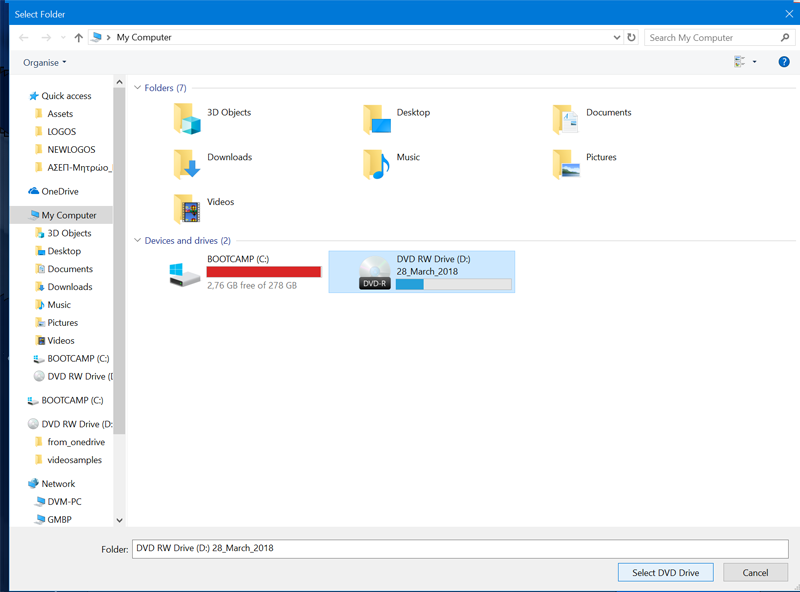 Select Folder
My Computer
Search My Computer
Organise
?
Quick access
Assets
LOGOS
NEWLOGOS
ΑΣΕΠ-Μητρώο_
OneDrive
My Computer
3D Objects
Desktop
Documents
Downloads
Music
Pictures
Videos
BOOTCAMP (C:)
DVD RW Drive (D
BOOTCAMP (C:)
DVD RW Drive (D:
from_onedrive
videosamples
Network
DVM-PC
GMBP
Folders (7)
3D Objects
Desktop
Documents
Downloads
Music
Pictures
Videos
Devices and drives (2)
BOOTCAMP (C:)
2,76 GB free of 278 GB
DVD-R
DVD RW Drive (D:)
28_March_2018
Folder:
DVD RW Drive (D:) 28_March_2018
Select DVD Drive
Cancel